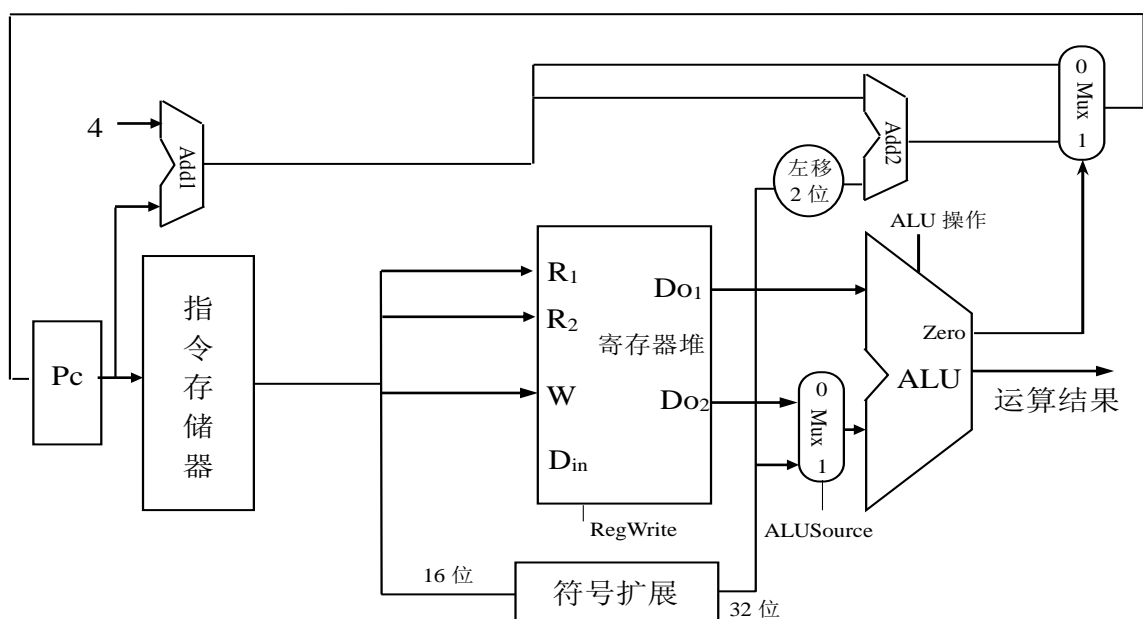 0
Mux
1
4
Add1
Add2
左移
2 位
ALU 操作
指令存储器
R1
R2
W
Din
Do1
寄存器堆
Do2
Pc
Zero
ALU
运算结果
0
Mux
1
RegWrite
ALUSource
16 位
符号扩展
32 位